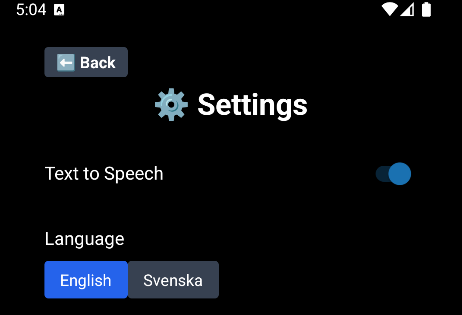 5:04 A
⬅️ Back
⚙️ Settings
Text to Speech
Language
English Svenska